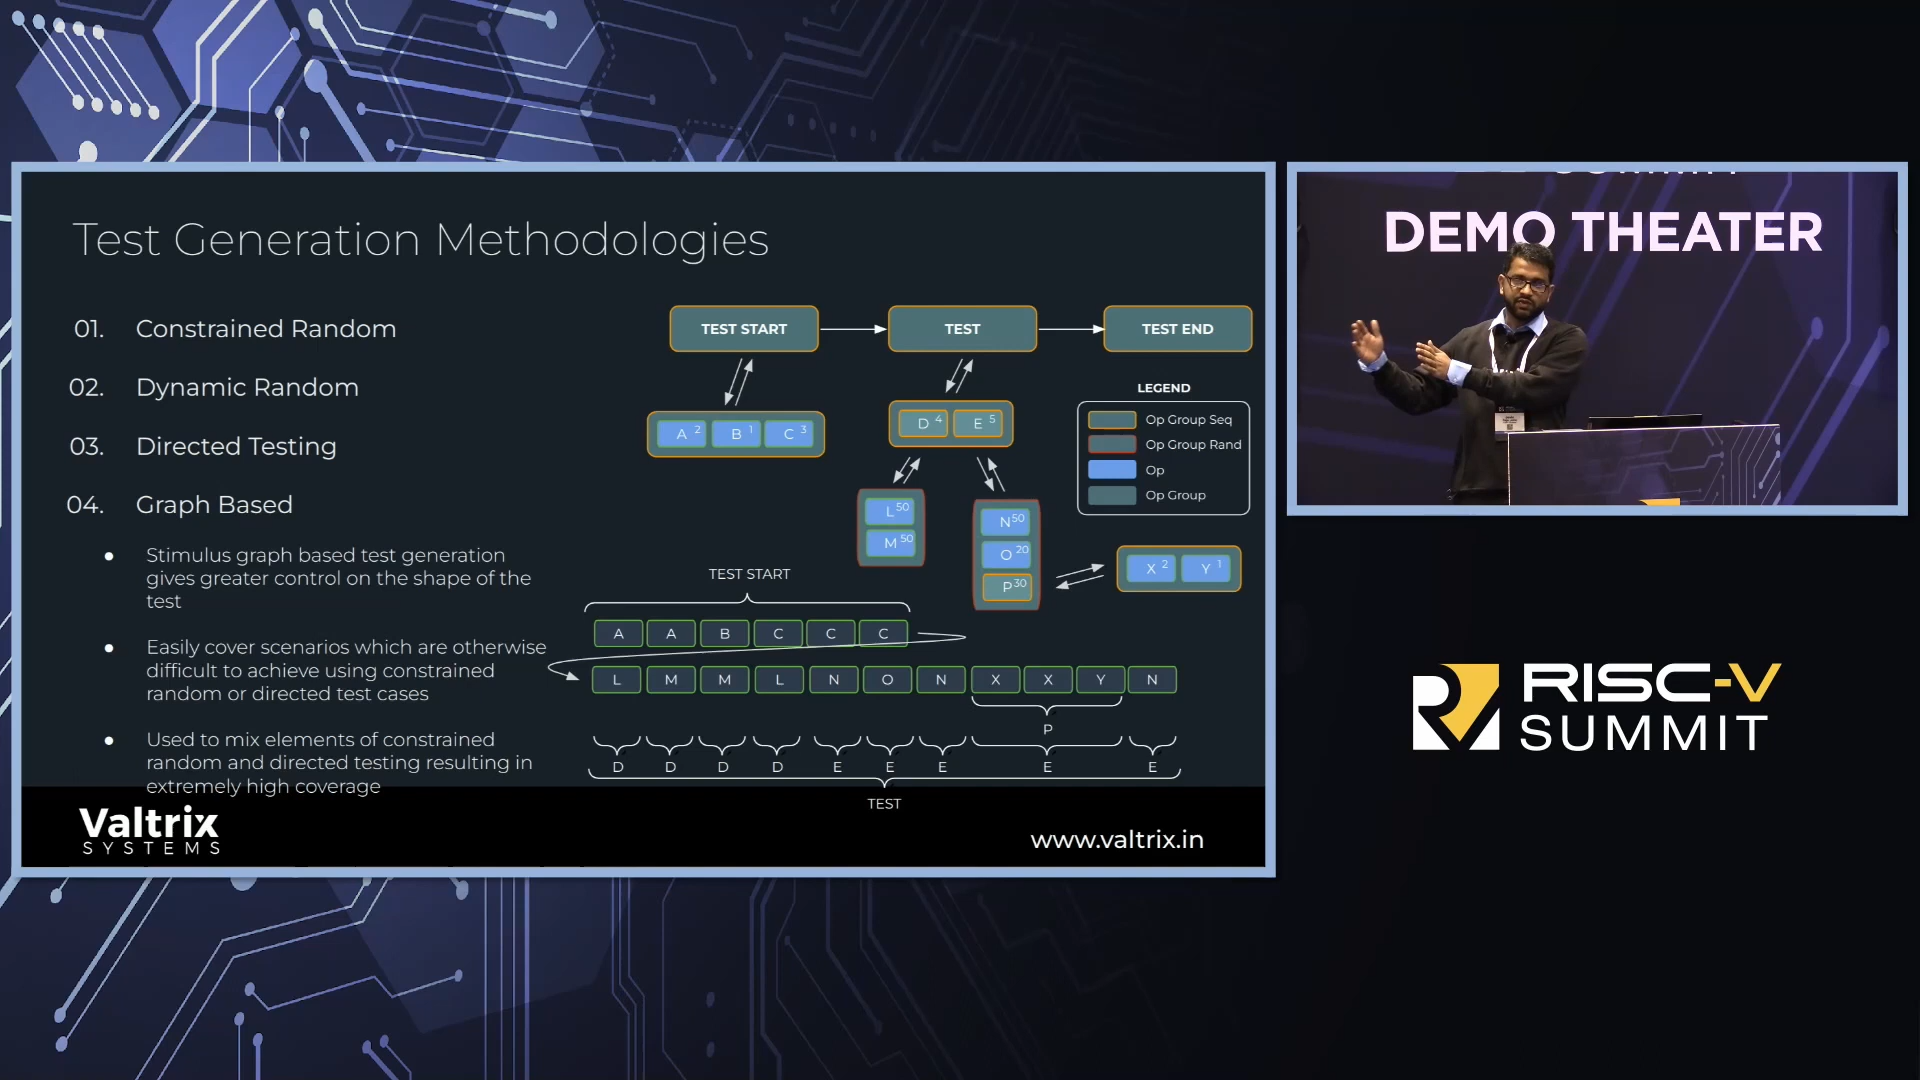 Test Generation Methodologies
01. Constrained Random
02. Dynamic Random
03. Directed Testing
04. Graph Based
Stimulus graph based test generation
gives greater control on the shape of the
test
Easily cover scenarios which are otherwise
difficult to achieve using constrained
random or directed test cases
Used to mix elements of constrained
random and directed testing resulting in
extremely high coverage
TEST START
TEST
TEST END
A 2 B 1 C 3
D 4 E 5
LEGEND
Op Group Seq
Op Group Rand
Op
Op Group
L 50
M 50
N 50
O 20
P 30
X 2 Y 1
TEST START
A A B C C C
L M M L N O N X X Y N
P
D D D D E E E E E
TEST
Valtrix
SYSTEMS
www.valtrix.in
DEMO THEATER
RISC-V
SUMMIT